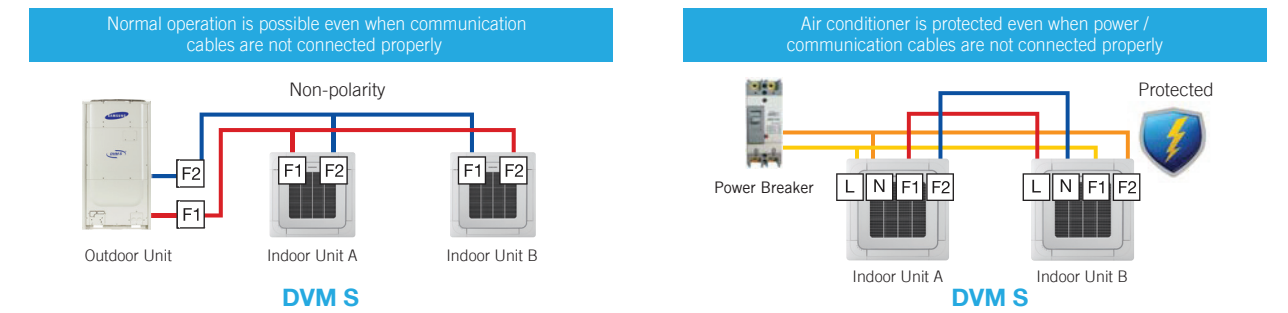 Normal operation is possible even when communication
cables are not connected properly
Non-polarity
SAMSUNG
F2
F1
F1 F2
F1 F2
Outdoor Unit
Indoor Unit A
Indoor Unit B
DVM S
Air conditioner is protected even when power /
communication cables are not connected properly
Protected
Power Breaker
L N F1 F2
L N F1 F2
Indoor Unit A
Indoor Unit B
DVM S